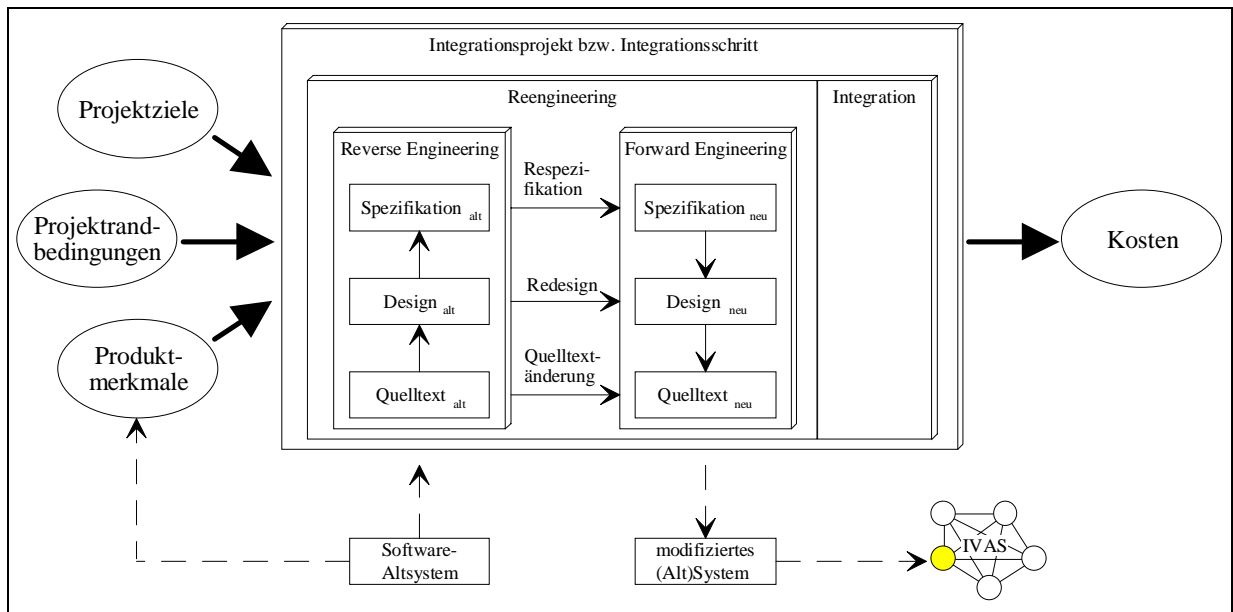 Integrationsprojekt bzw. Integrationsschritt
Reengineering
Integration
Projektziele
Projektrand-
bedingungen
Produkt-
merkmale
Reverse Engineering
Spezifikation alt
Design alt
Quelltext alt
Respezi-
fikation
Redesign
Quelltext-
änderung
Forward Engineering
Spezifikation neu
Design neu
Quelltext neu
Kosten
Software-
Altsystem
modifiziertes
(Alt)System
IVAS